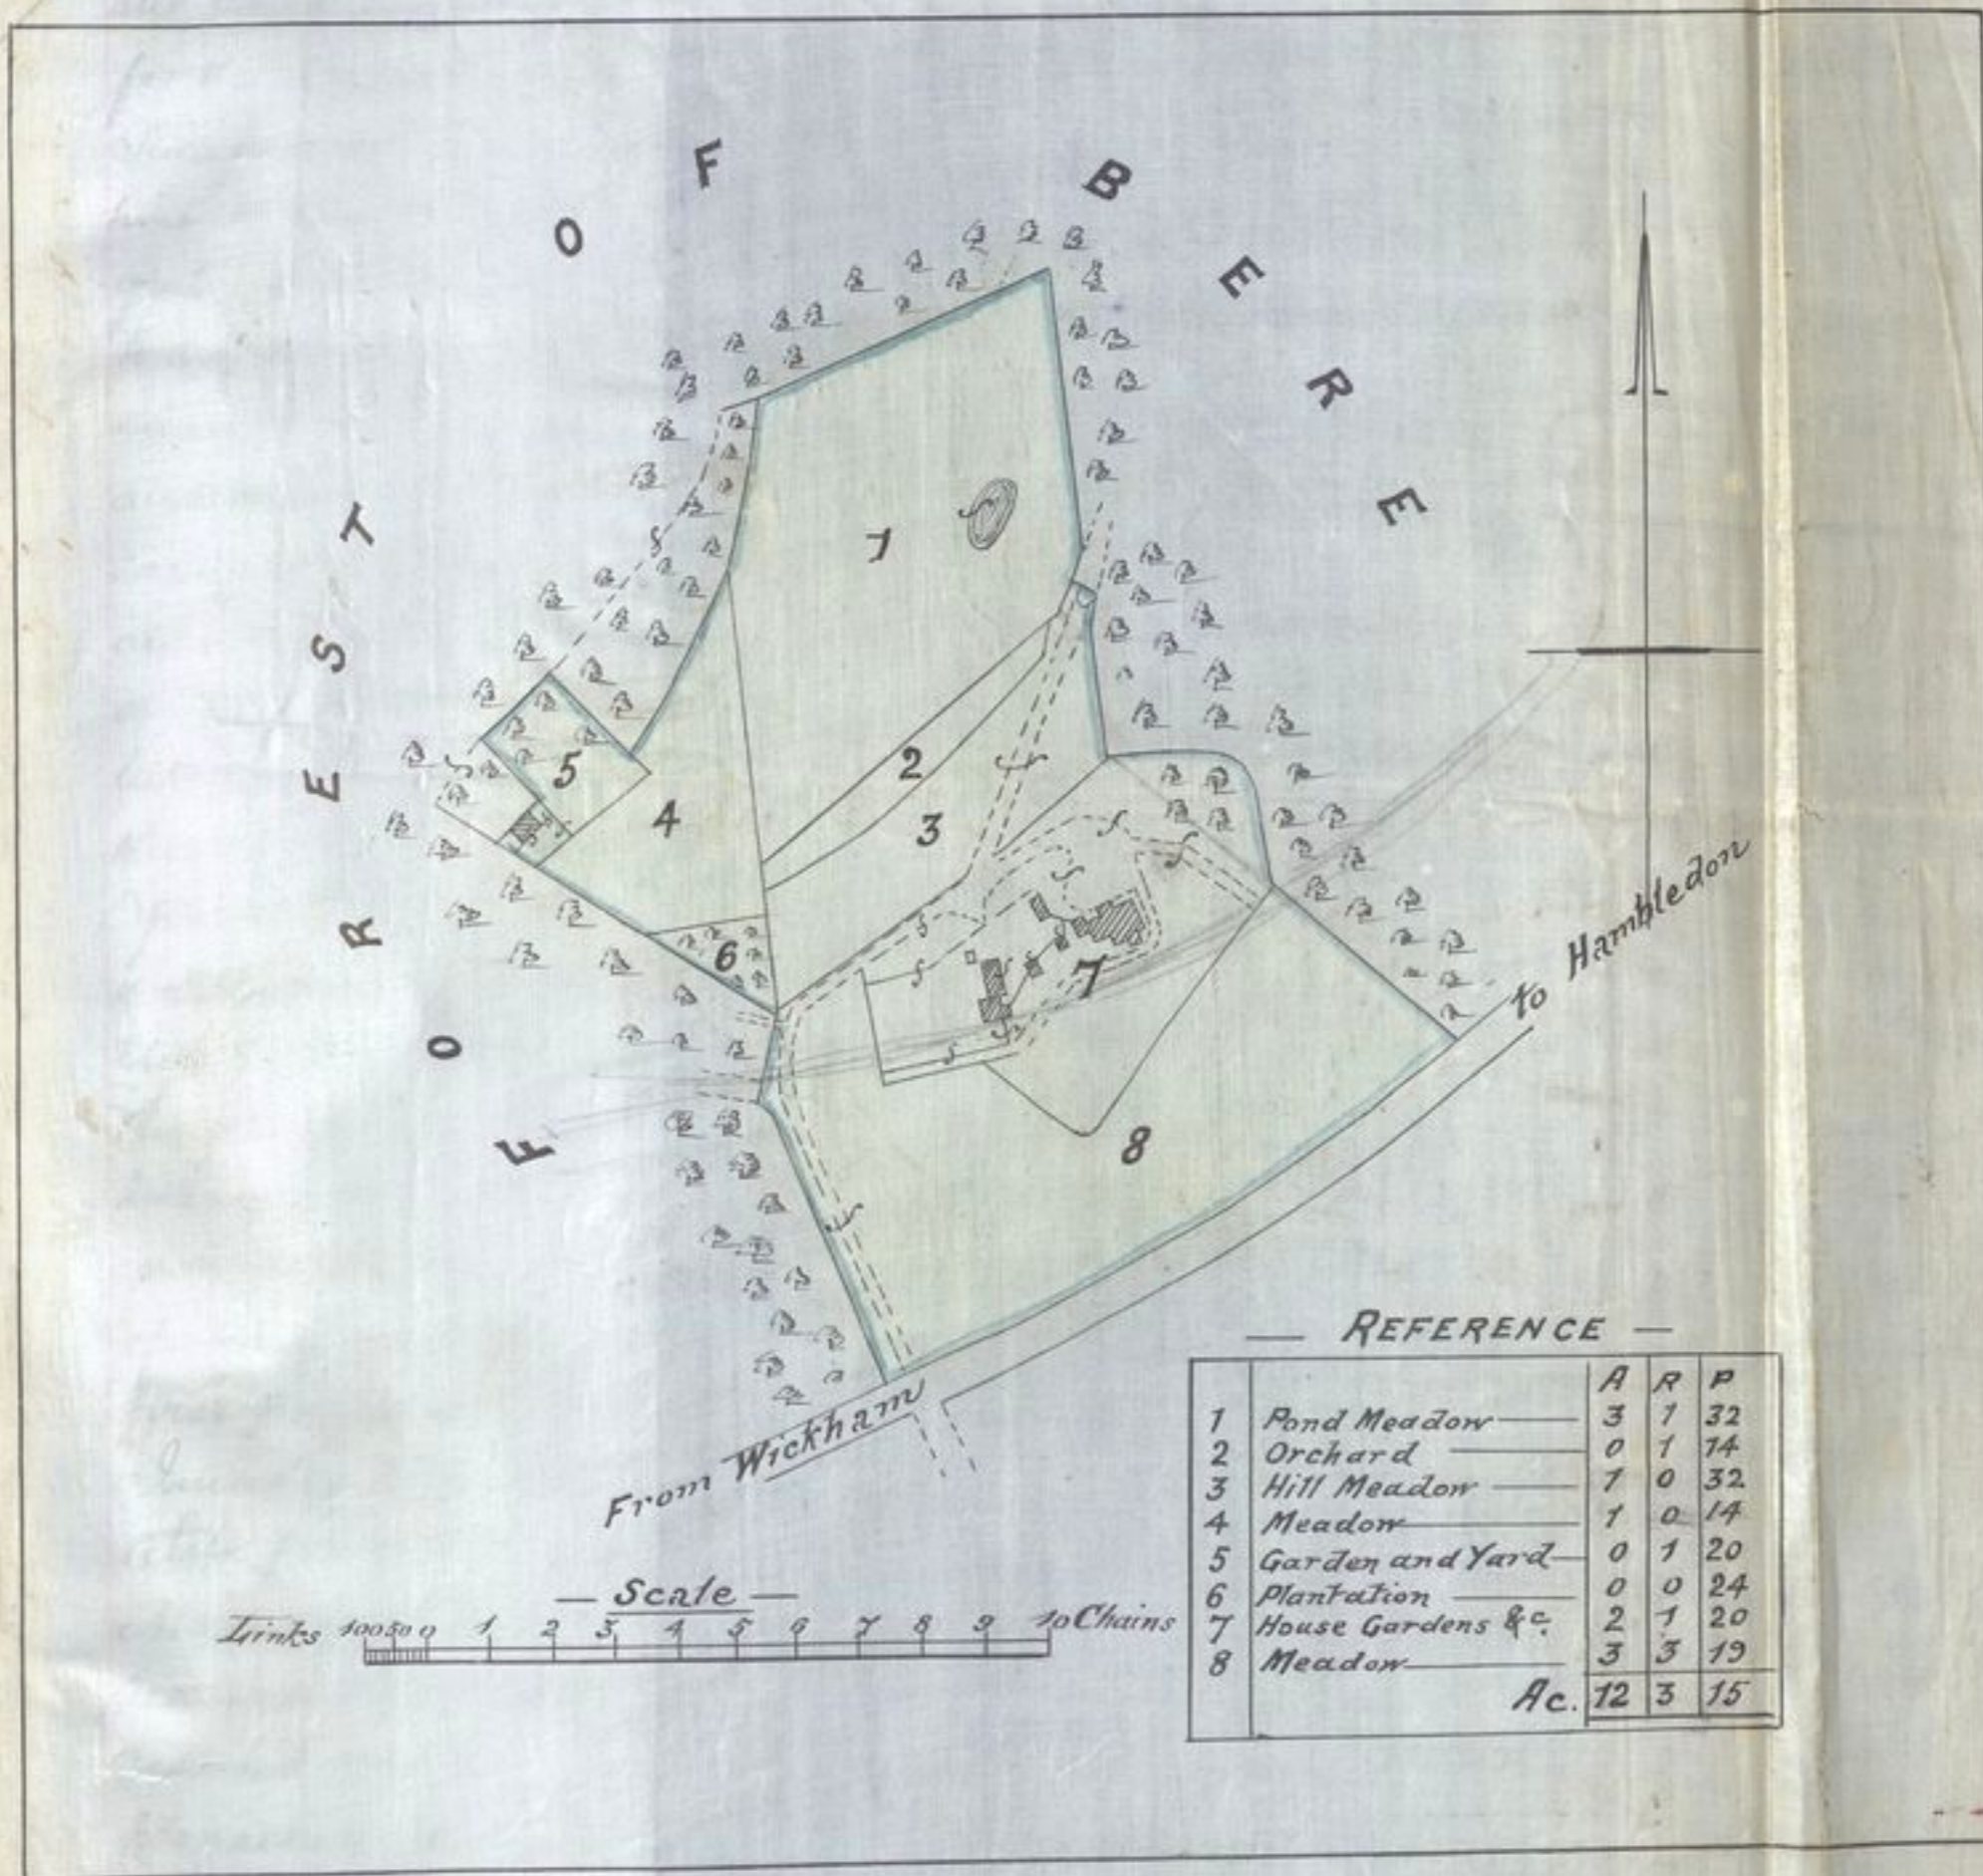 FOREST OF BERE
1
2
3
4
5
6
7
8
to Hambledon
From Wickham
— REFERENCE —
A R P
1 Pond Meadow 3 1 32
2 Orchard 0 1 14
3 Hill Meadow 1 0 32
4 Meadow 1 0 14
5 Garden and Yard 0 1 20
6 Plantation 0 0 24
7 House Gardens &c. 2 1 20
8 Meadow 3 3 19
Ac. 12 3 15
— Scale —
Links 100 50 0 1 2 3 4 5 6 7 8 9 10 Chains